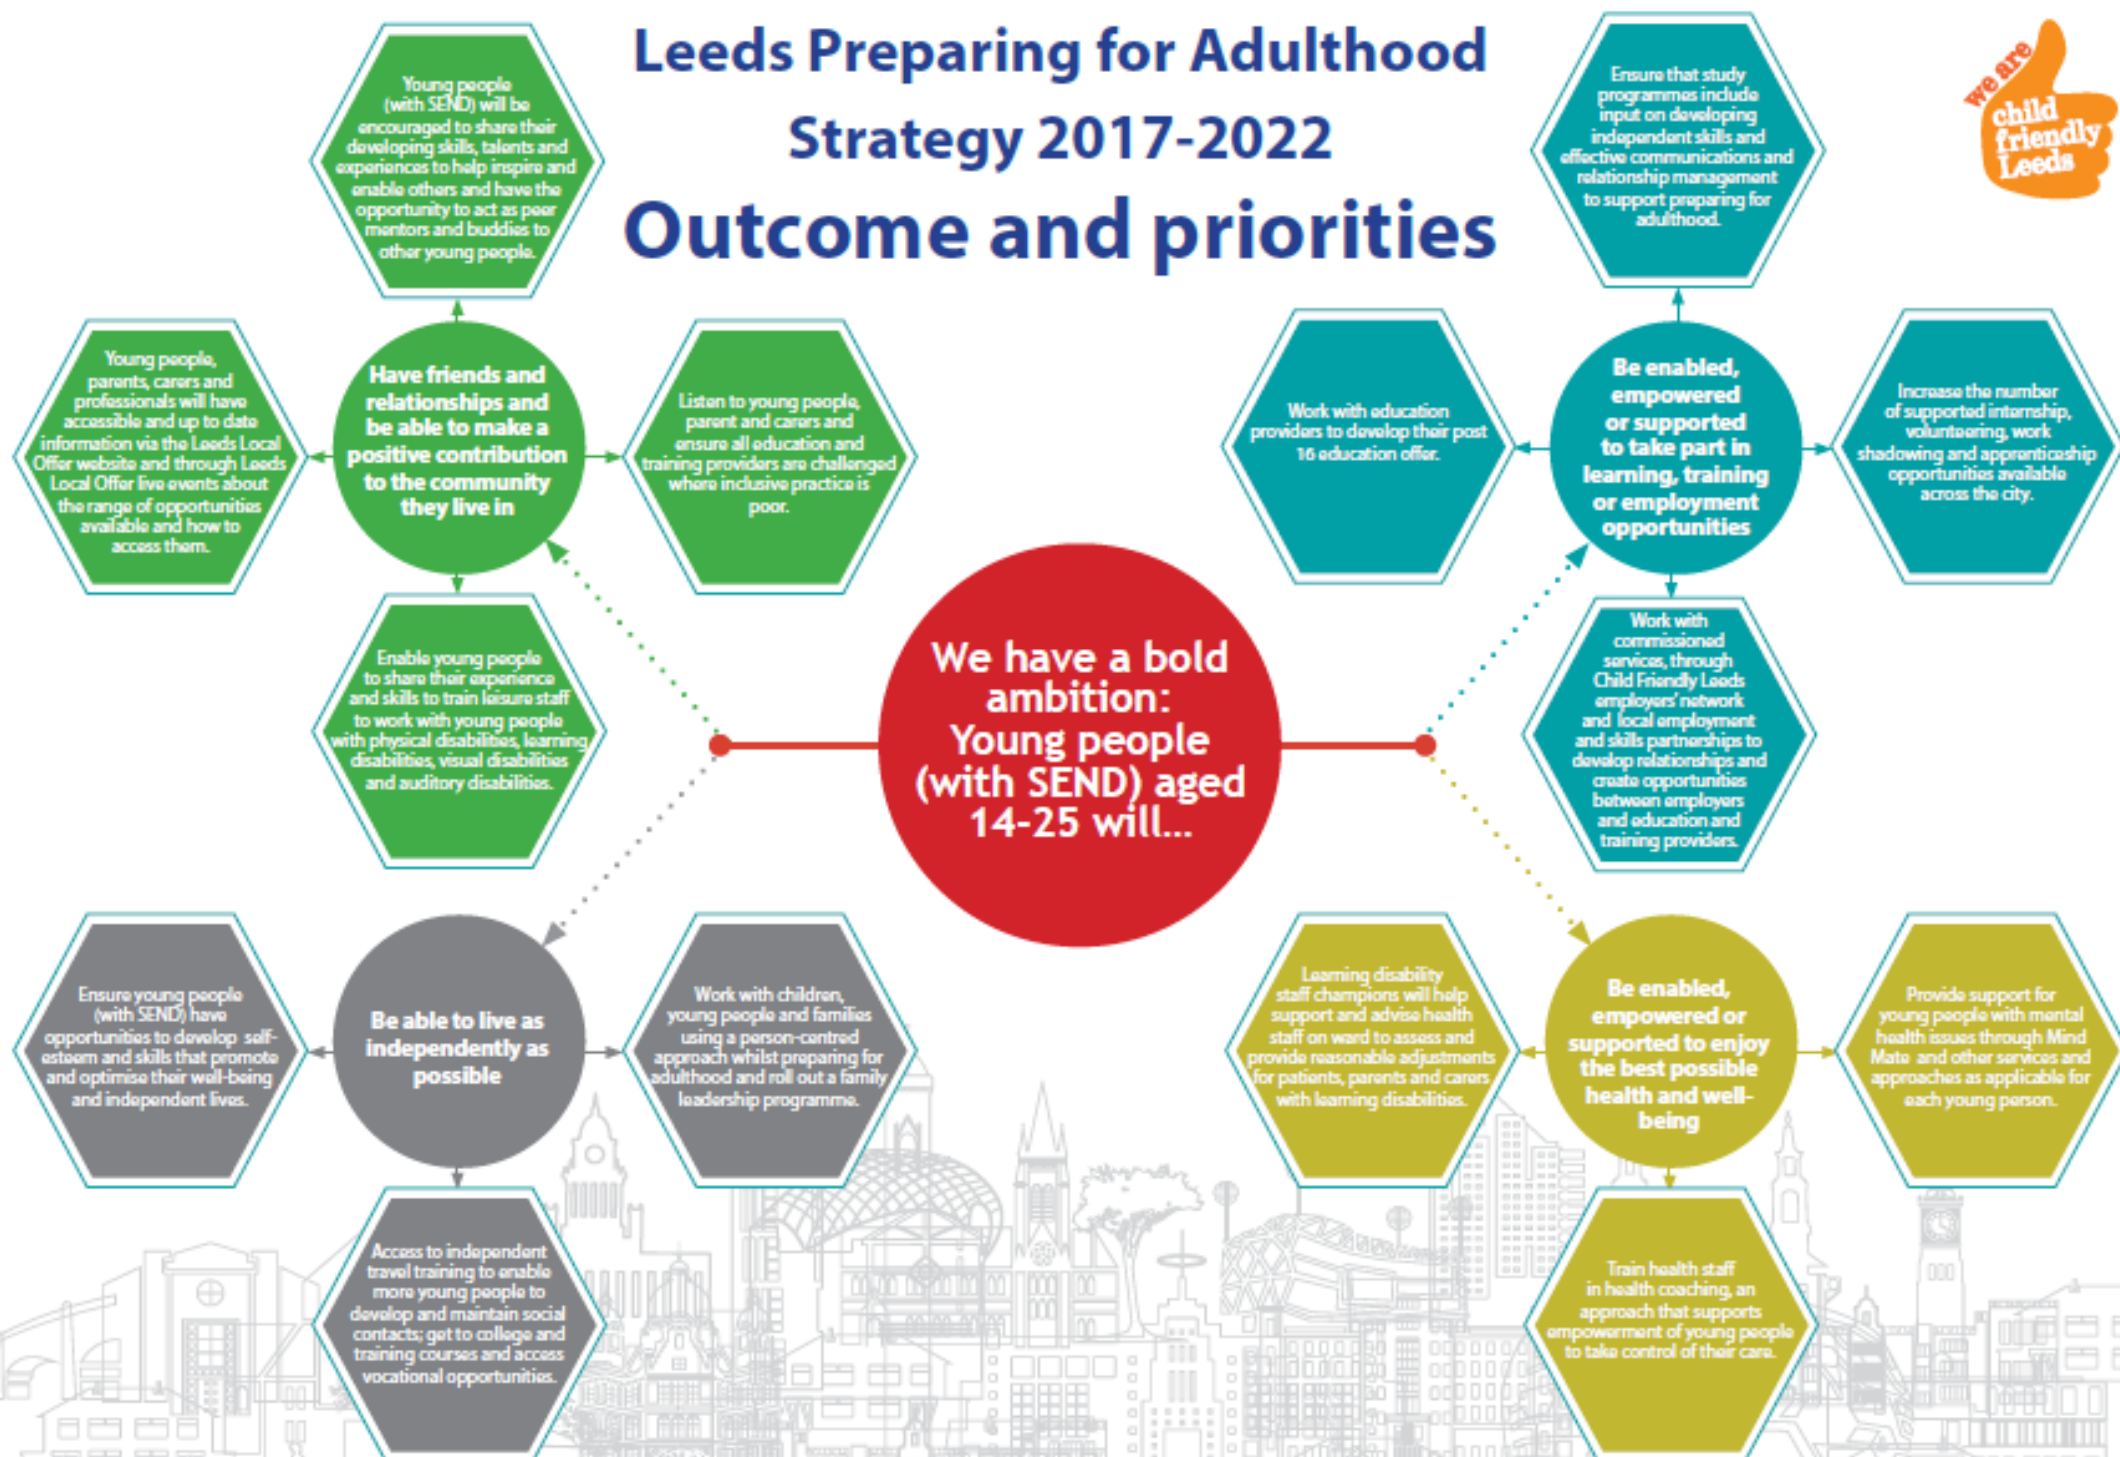 Leeds Preparing for Adulthood
Strategy 2017-2022
Outcome and priorities
we are
child
friendly
Leeds
Young people
(with SEND) will be
encouraged to share their
developing skills, talents and
experiences to help inspire and
enable others and have the
opportunity to act as peer
mentors and buddies to
other young people.
Young people,
parents, carers and
professionals will have
accessible and up to date
information via the Leeds Local
Offer website and through Leeds
Local Offer live events about
the range of opportunities
available and how to
access them.
Have friends and
relationships and
be able to make a
positive contribution
to the community
they live in
Listen to young people,
parent and carers and
ensure all education and
training providers are challenged
where inclusive practice is
poor.
Enable young people
to share their experience
and skills to train leisure staff
to work with young people
with physical disabilities, learning
disabilities, visual disabilities
and auditory disabilities.
Ensure that study
programmes include
input on developing
independent skills and
effective communications and
relationship management
to support preparing for
adulthood.
Work with education
providers to develop their post
16 education offer.
Be enabled,
empowered
or supported
to take part in
learning, training
or employment
opportunities
Increase the number
of supported internship,
volunteering, work
shadowing and apprenticeship
opportunities available
across the city.
Work with
commissioned
services, through
Child Friendly Leeds
employers' network
and local employment
and skills partnerships to
develop relationships and
create opportunities
between employers
and education and
training providers.
We have a bold
ambition:
Young people
(with SEND) aged
14-25 will...
Ensure young people
(with SEND) have
opportunities to develop self-
esteem and skills that promote
and optimise their well-being
and independent lives.
Be able to live as
independently as
possible
Work with children,
young people and families
using a person-centred
approach whilst preparing for
adulthood and roll out a family
leadership programme.
Access to independent
travel training to enable
more young people to
develop and maintain social
contacts; get to college and
training courses and access
vocational opportunities.
Learning disability
staff champions will help
support and advise health
staff on ward to assess and
provide reasonable adjustments
for patients, parents and carers
with learning disabilities.
Be enabled,
empowered or
supported to enjoy
the best possible
health and well-
being
Provide support for
young people with mental
health issues through Mind
Mate and other services and
approaches as applicable for
each young person.
Train health staff
in health coaching, an
approach that supports
empowerment of young people
to take control of their care.